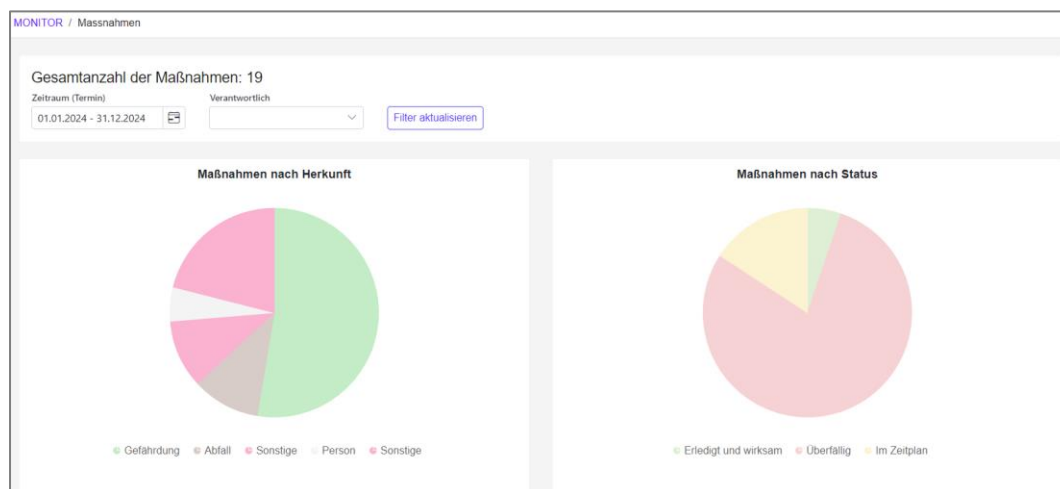 MONITOR / Massnahmen
Gesamtanzahl der Maßnahmen: 19
Zeitraum (Termin)
Verantwortlich
01.01.2024 - 31.12.2024
Filter aktualisieren
Maßnahmen nach Herkunft
Gefährdung Abfall Sonstige Person Sonstige
Maßnahmen nach Status
Erledigt und wirksam Überfällig Im Zeitplan